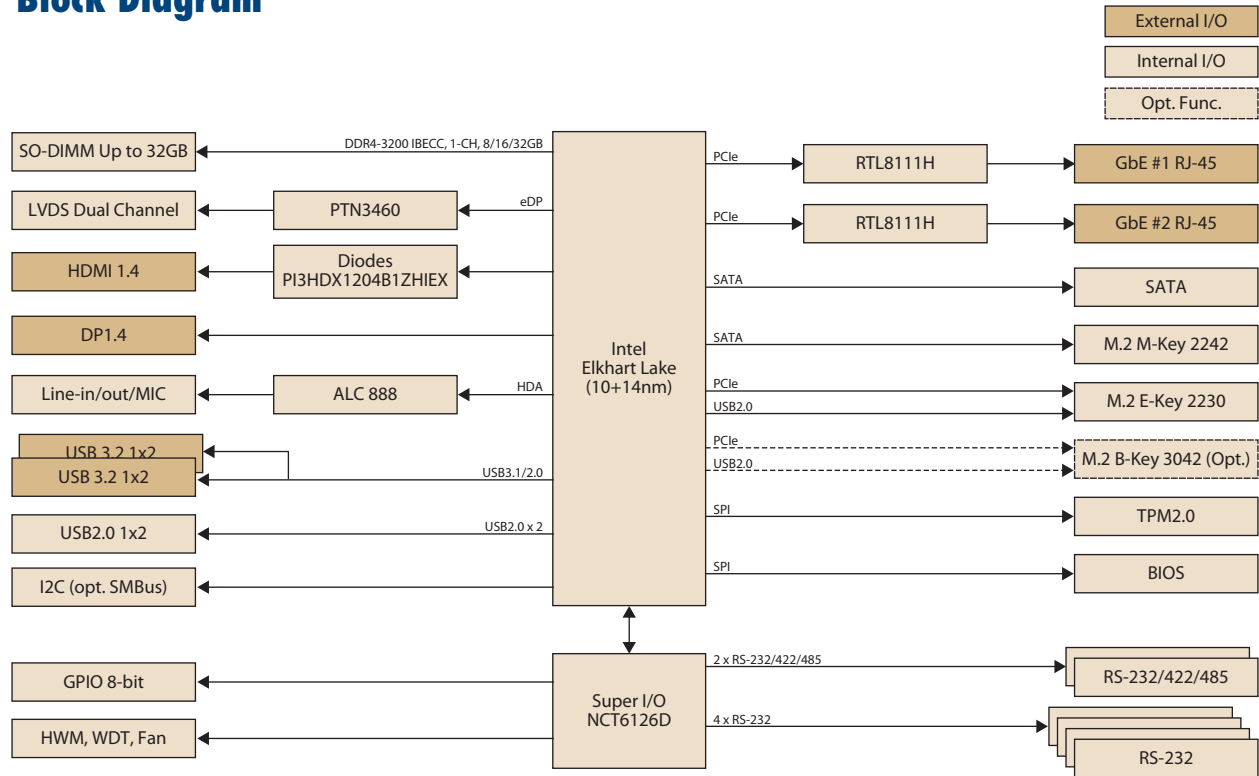 Block Diagram
External I/O
Internal I/O
Opt. Func.
SO-DIMM Up to 32GB
DDR4-3200 IBECC, 1-CH, 8/16/32GB
LVDS Dual Channel
PTN3460
eDP
HDMI 1.4
Diodes
PI3HDX1204B1ZHIEX
DP1.4
Line-in/out/MIC
ALC 888
HDA
USB 3.2 1x2
USB 3.2 1x2
USB3.1/2.0
USB2.0 1x2
USB2.0 x 2
I2C (opt. SMBus)
Intel
Elkhart Lake
(10+14nm)
PCIe
RTL8111H
GbE #1 RJ-45
PCIe
RTL8111H
GbE #2 RJ-45
SATA
SATA
SATA
M.2 M-Key 2242
PCIe
USB2.0
M.2 E-Key 2230
PCIe
USB2.0
M.2 B-Key 3042 (Opt.)
SPI
TPM2.0
SPI
BIOS
GPIO 8-bit
HWM, WDT, Fan
Super I/O
NCT6126D
2 x RS-232/422/485
RS-232/422/485
4 x RS-232
RS-232